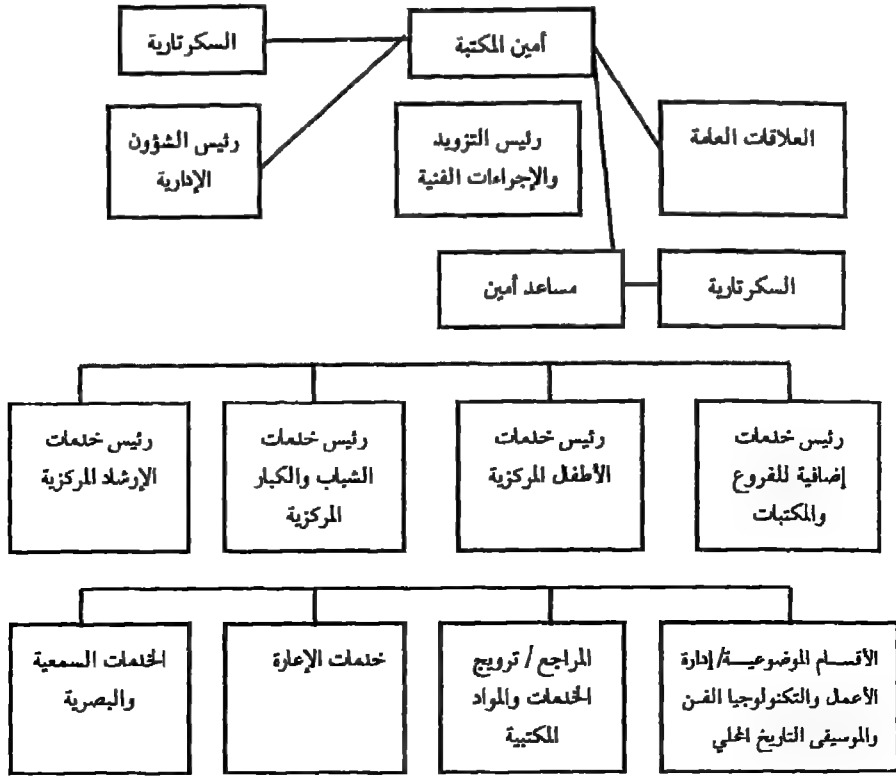 أمين المكتبة
السكرتارية
العلاقات العامة
رئيس التزويد
والإجراءات الفنية
رئيس الشؤون
الإدارية
السكرتارية
مساعد أمين
رئيس خدمات
إضافية للفروع
والمكتبات
رئيس خدمات
الأطفال المركزية
رئيس خدمات
الشباب والكبار
المركزية
رئيس خدمات
الإرشاد المركزية
الأقسام الموضوعية/إدارة
الأعمال والتكنولوجيا الفن
والموسيقى التاريخ المحلي
المراجع / ترويج
الخدمات والمواد
المكتبية
خدمات الإعارة
الخدمات السمعية
والبصرية